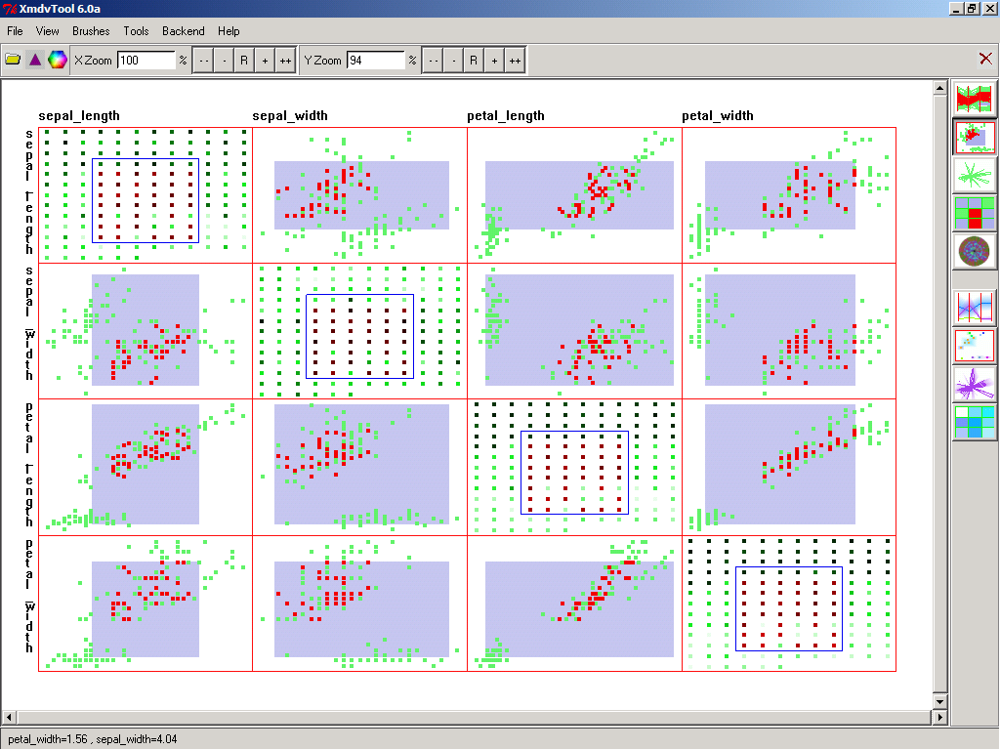 XmdvTool 6.0a
File View Brushes Tools Backend Help
X Zoom 100 % -- - R + ++ Y Zoom 94 % -- - R + ++
sepal_length sepal_width petal_length petal_width
sepal_length
sepal_width
petal_length
petal_width
petal_width=1.56 , sepal_width=4.04